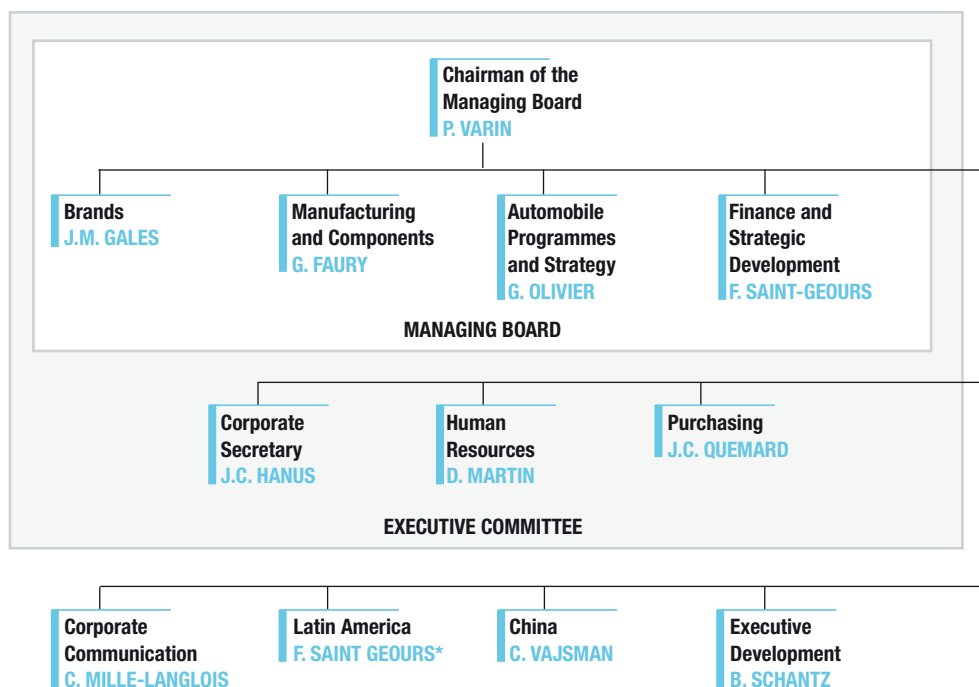 Chairman of the
Managing Board
P. VARIN
Brands
J.M. GALES
Manufacturing
and Components
G. FAURY
Automobile
Programmes
and Strategy
G. OLIVIER
Finance and
Strategic
Development
F. SAINT-GEOURS
MANAGING BOARD
Corporate
Secretary
J.C. HANUS
Human
Resources
D. MARTIN
Purchasing
J.C. QUEMARD
EXECUTIVE COMMITTEE
Corporate
Communication
C. MILLE-LANGLOIS
Latin America
F. SAINT GEOURS*
China
C. VAJSMAN
Executive
Development
B. SCHANTZ